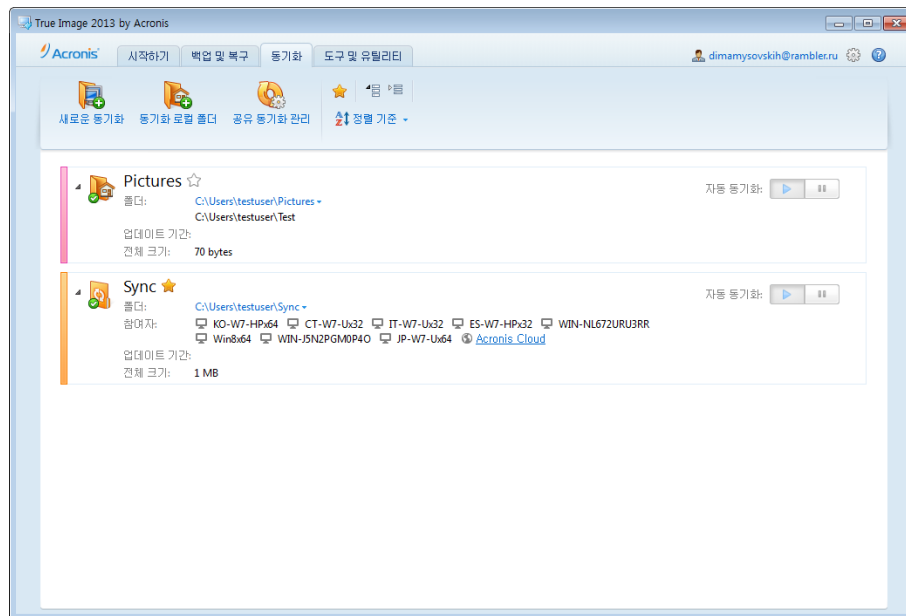 True Image 2013 by Acronis
Acronis 시작하기 백업 및 복구 동기화 도구 및 유틸리티 dimamysovskih@rambler.ru
새로운 동기화 동기화 로컬 폴더 공유 동기화 관리 정렬 기준
Pictures 자동 동기화:
폴더: C:\Users\testuser\Pictures
C:\Users\testuser\Test
업데이트 기간:
전체 크기: 70 bytes
Sync 자동 동기화:
폴더: C:\Users\testuser\Sync
참여자: KO-W7-HPx64 CT-W7-Ux32 IT-W7-Ux32 ES-W7-HPx32 WIN-NL672URU3RR
Win8x64 WIN-J5N2PGM0P4O JP-W7-Ux64 Acronis Cloud
업데이트 기간:
전체 크기: 1 MB